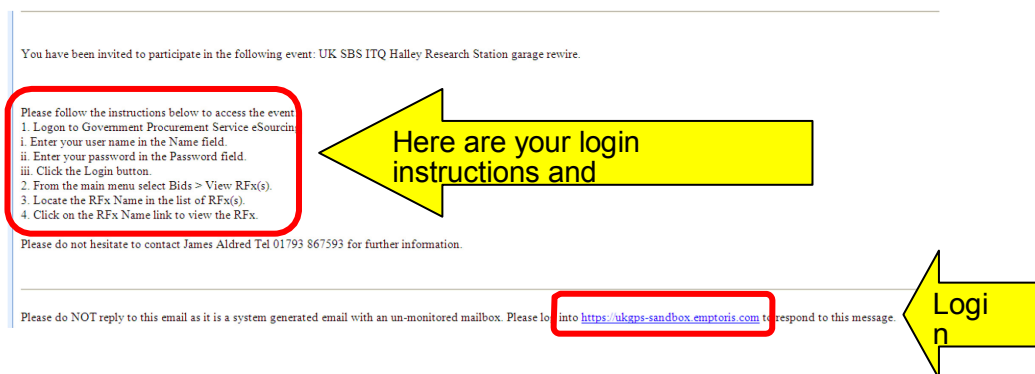 You have been invited to participate in the following event: UK SBS ITQ Halley Research Station garage rewire.
Please follow the instructions below to access the event
1. Logon to Government Procurement Service eSourcing
i. Enter your user name in the Name field.
ii. Enter your password in the Password field.
iii. Click the Login button.
2. From the main menu select Bids > View RFx(s).
3. Locate the RFx Name in the list of RFx(s).
4. Click on the RFx Name link to view the RFx.
Here are your login
instructions and
Please do not hesitate to contact James Aldred Tel 01793 867593 for further information.
Please do NOT reply to this email as it is a system generated email with an un-monitored mailbox. Please log into https://ukgps-sandbox.emptoris.com to respond to this message.
Logi
n